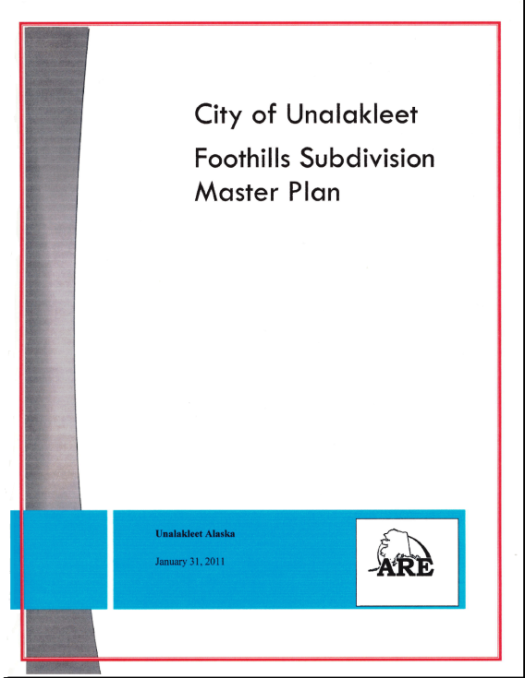 City of Unalakleet
Foothills Subdivision
Master Plan
Unalakleet Alaska
January 31, 2011
ARE